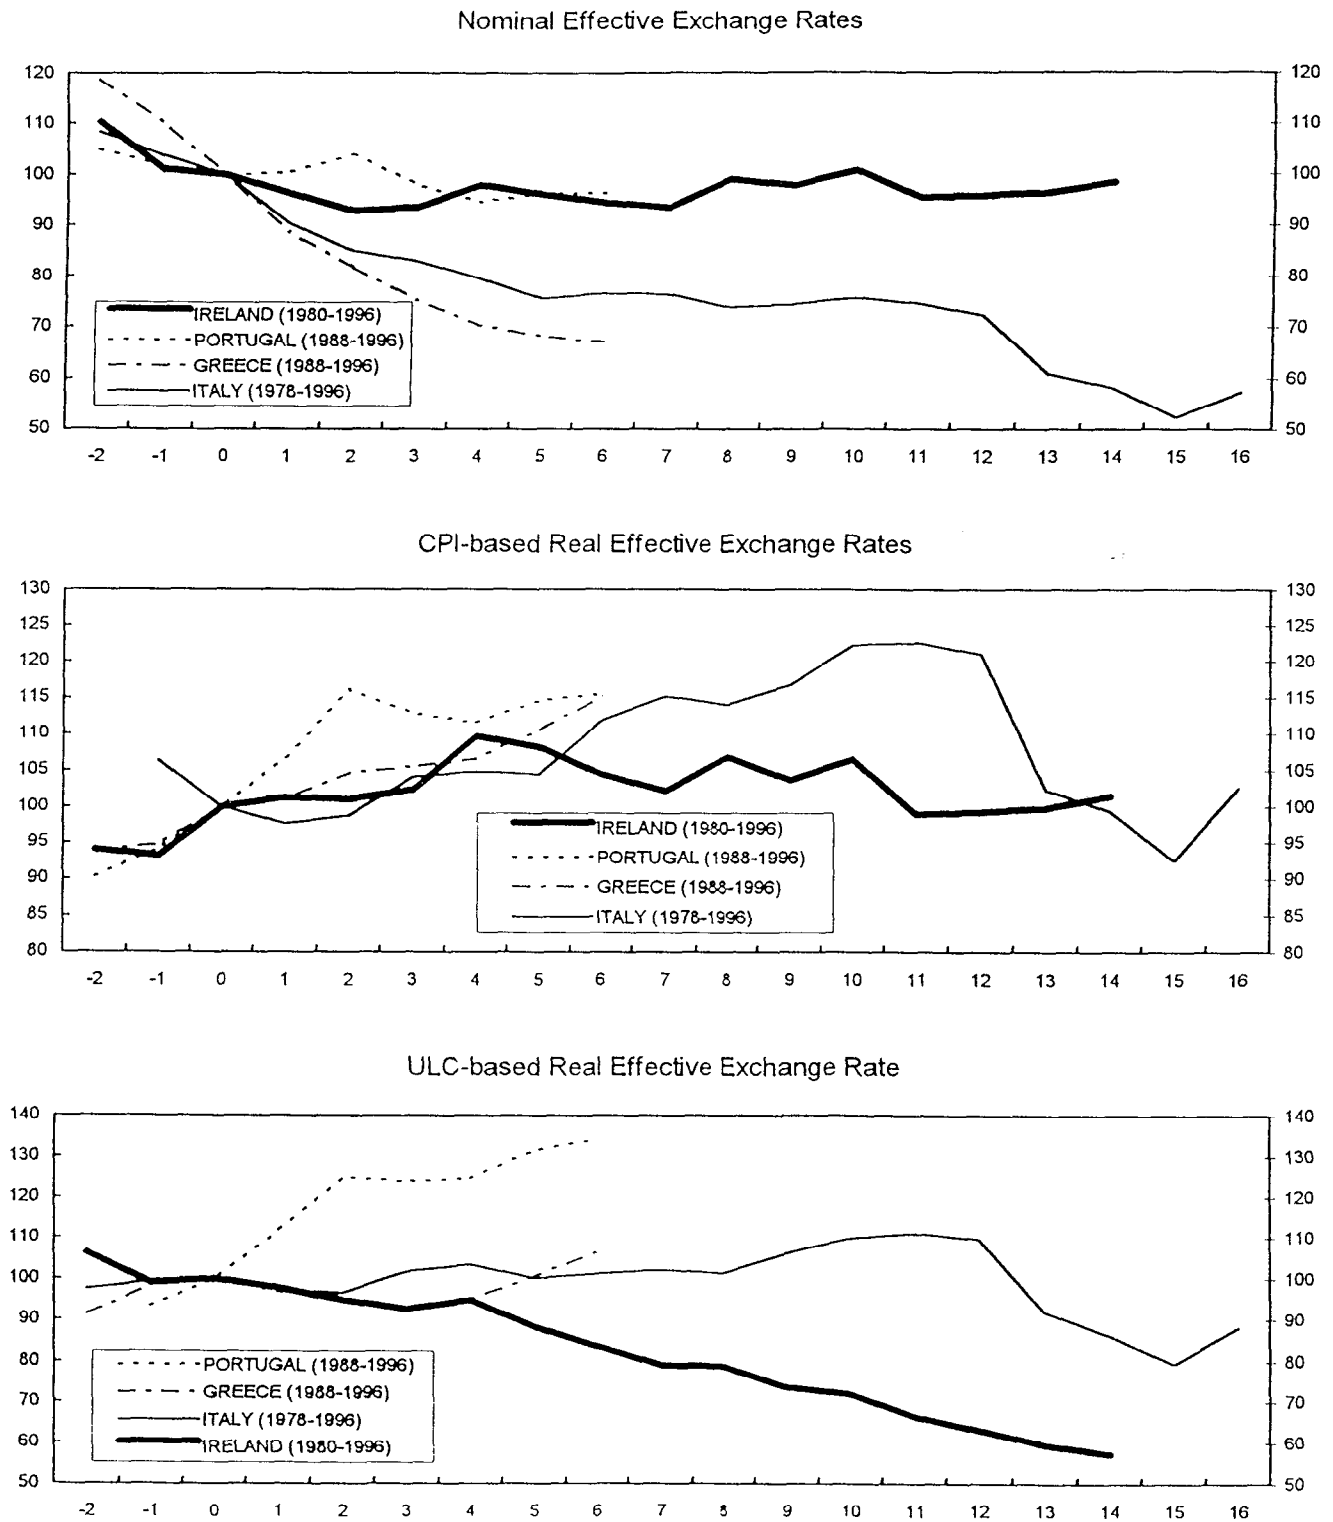 Nominal Effective Exchange Rates
120 120
110 110
100 100
90 90
80 80
70 70
60 60
50 50
IRELAND (1980-1996)
PORTUGAL (1988-1996)
GREECE (1988-1996)
ITALY (1978-1996)
-2 -1 0 1 2 3 4 5 6 7 8 9 10 11 12 13 14 15 16
CPI-based Real Effective Exchange Rates
130 130
125 125
120 120
115 115
110 110
105 105
100 100
95 95
90 90
85 85
80 80
IRELAND (1980-1996)
PORTUGAL (1988-1996)
GREECE (1988-1996)
ITALY (1978-1996)
-2 -1 0 1 2 3 4 5 6 7 8 9 10 11 12 13 14 15 16
ULC-based Real Effective Exchange Rate
140 140
130 130
120 120
110 110
100 100
90 90
80 80
70 70
60 60
50 50
PORTUGAL (1988-1996)
GREECE (1988-1996)
ITALY (1978-1996)
IRELAND (1980-1996)
-2 -1 0 1 2 3 4 5 6 7 8 9 10 11 12 13 14 15 16